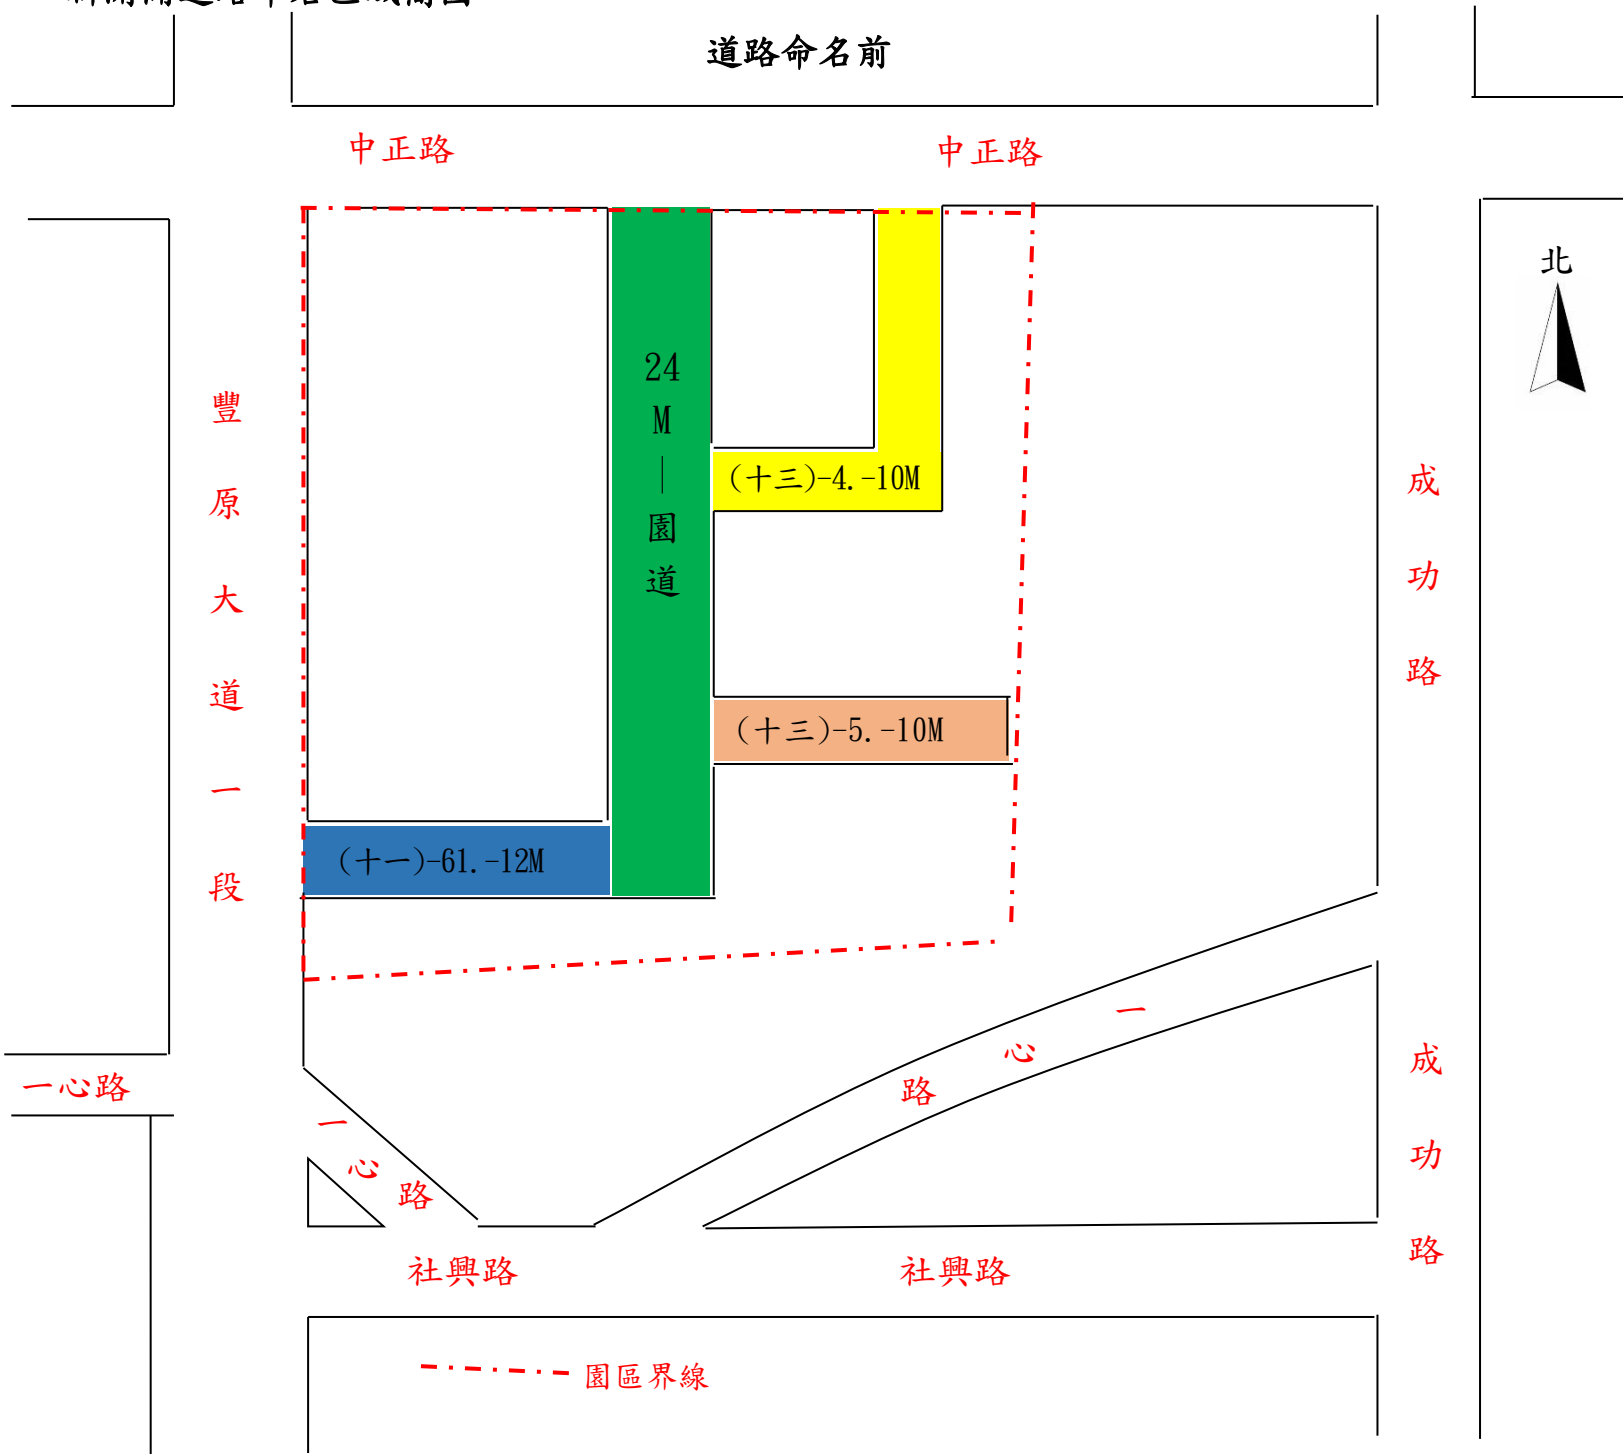 道路命名前
中正路
中正路
北
24M—園道
(十三)-4.-10M
豐原大道一段
成功路
(十三)-5.-10M
(十一)-61.-12M
一心路
一心路
一心路
成功路
社興路
社興路
園區界線